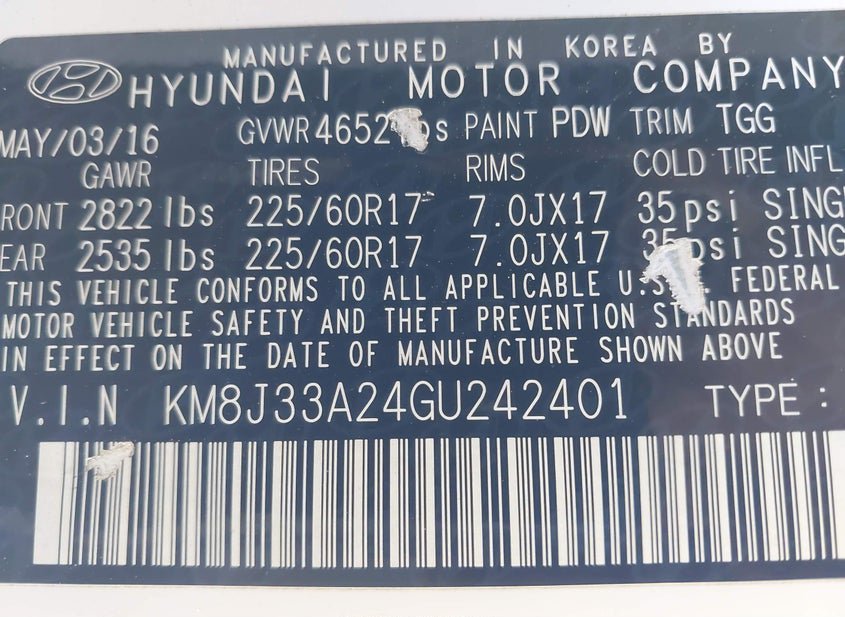 MANUFACTURED IN KOREA BY
HYUNDAI MOTOR COMPANY
MAY/03/16 GVWR 4652 PAINT PDW TRIM TGG
GAWR TIRES RIMS COLD TIRE INFL
RONT 2822 lbs 225/60R17 7.0JX17 35psi SING
EAR 2535 lbs 225/60R17 7.0JX17 35psi SING
THIS VEHICLE CONFORMS TO ALL APPLICABLE U.S. FEDERAL
MOTOR VEHICLE SAFETY AND THEFT PREVENTION STANDARDS
IN EFFECT ON THE DATE OF MANUFACTURE SHOWN ABOVE
V.I.N KM8J33A24GU242401 TYPE :